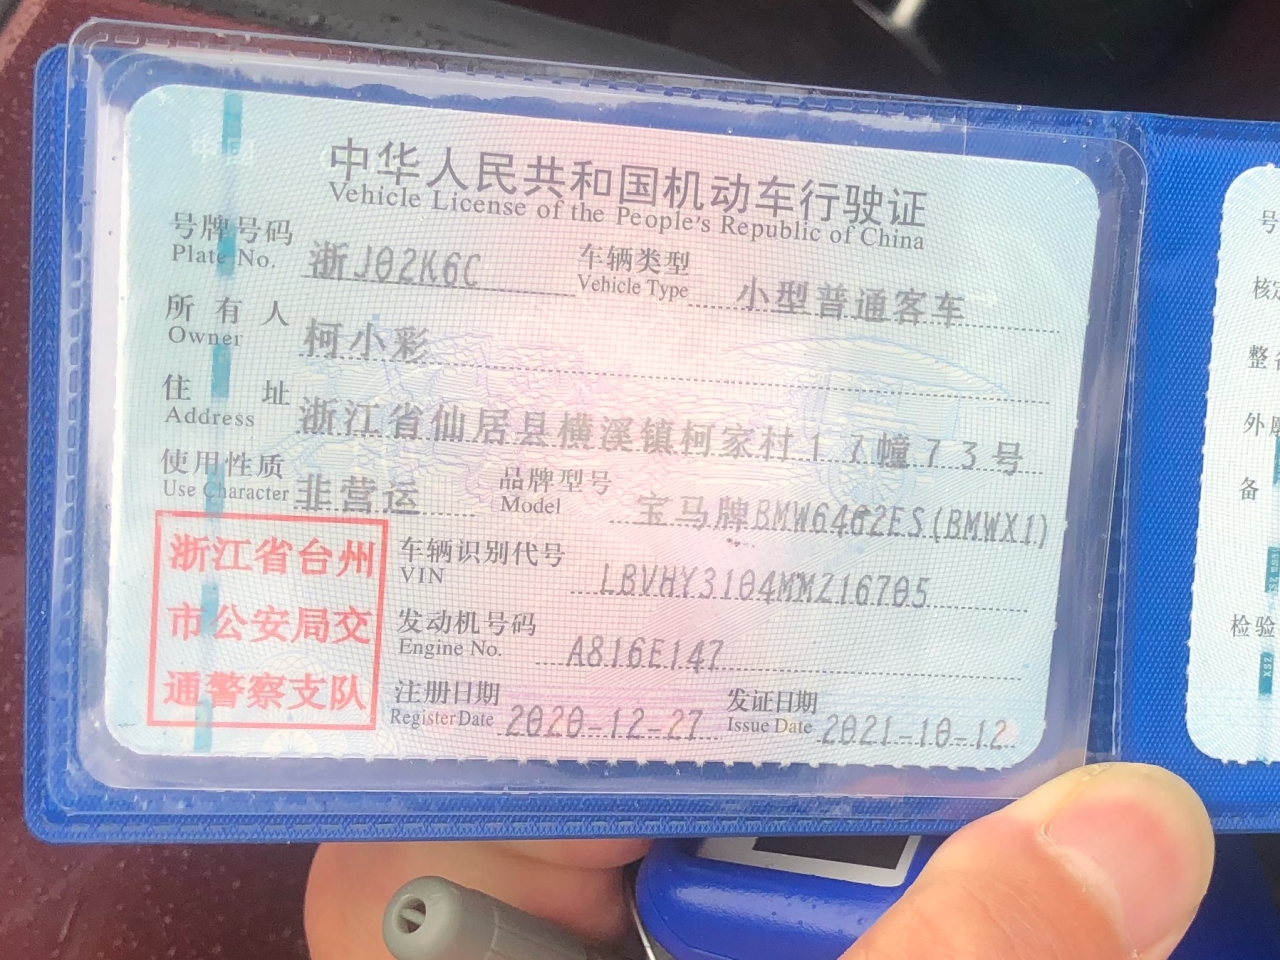 中华人民共和国机动车行驶证
Vehicle License of the People's Republic of China
号牌号码 浙J02K6C 车辆类型 小型普通客车
Plate No. Vehicle Type
所有人 柯小彩
Owner
住址 浙江省仙居县横溪镇柯家村17幢73号
Address
使用性质 非营运 品牌型号 宝马牌BMW6462ES(BMWX1)
Use Character Model
浙江省台州
市公安局交
通警察支队
车辆识别代号 LBVHY3104MMZ16705
VIN
发动机号码 A816E147
Engine No.
注册日期 2020-12-27 发证日期 2021-10-12
Register Date Issue Date
号
核定
整备
外廓
备
检验